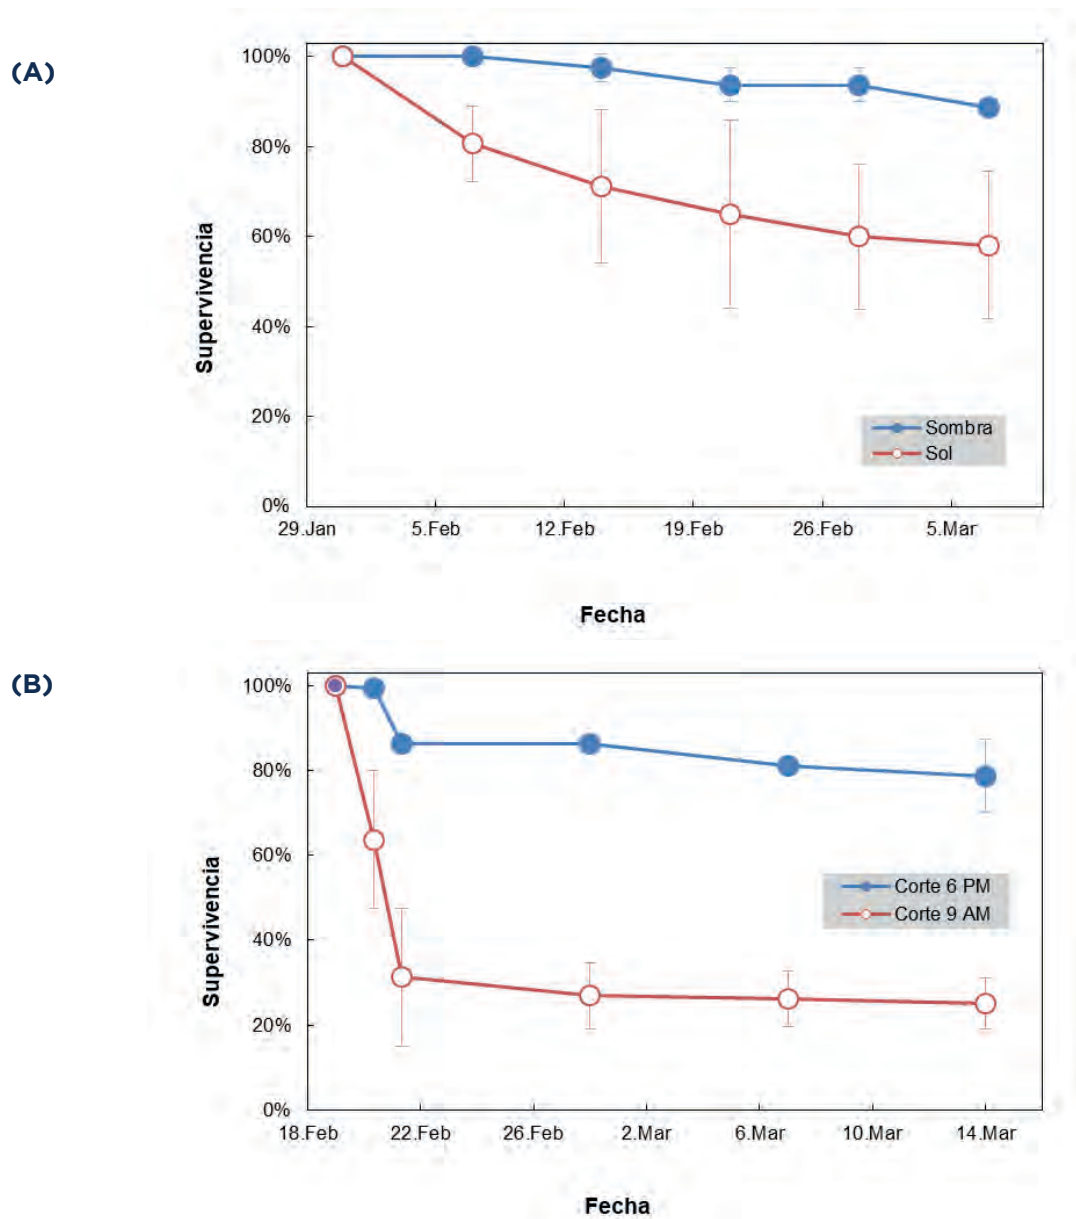 (A)
100%
80%
60%
40%
20%
0%
Supervivencia
Sombra
Sol
29.Jan 5.Feb 12.Feb 19.Feb 26.Feb 5.Mar
Fecha
(B)
100%
80%
60%
40%
20%
0%
Supervivencia
Corte 6 PM
Corte 9 AM
18.Feb 22.Feb 26.Feb 2.Mar 6.Mar 10.Mar 14.Mar
Fecha